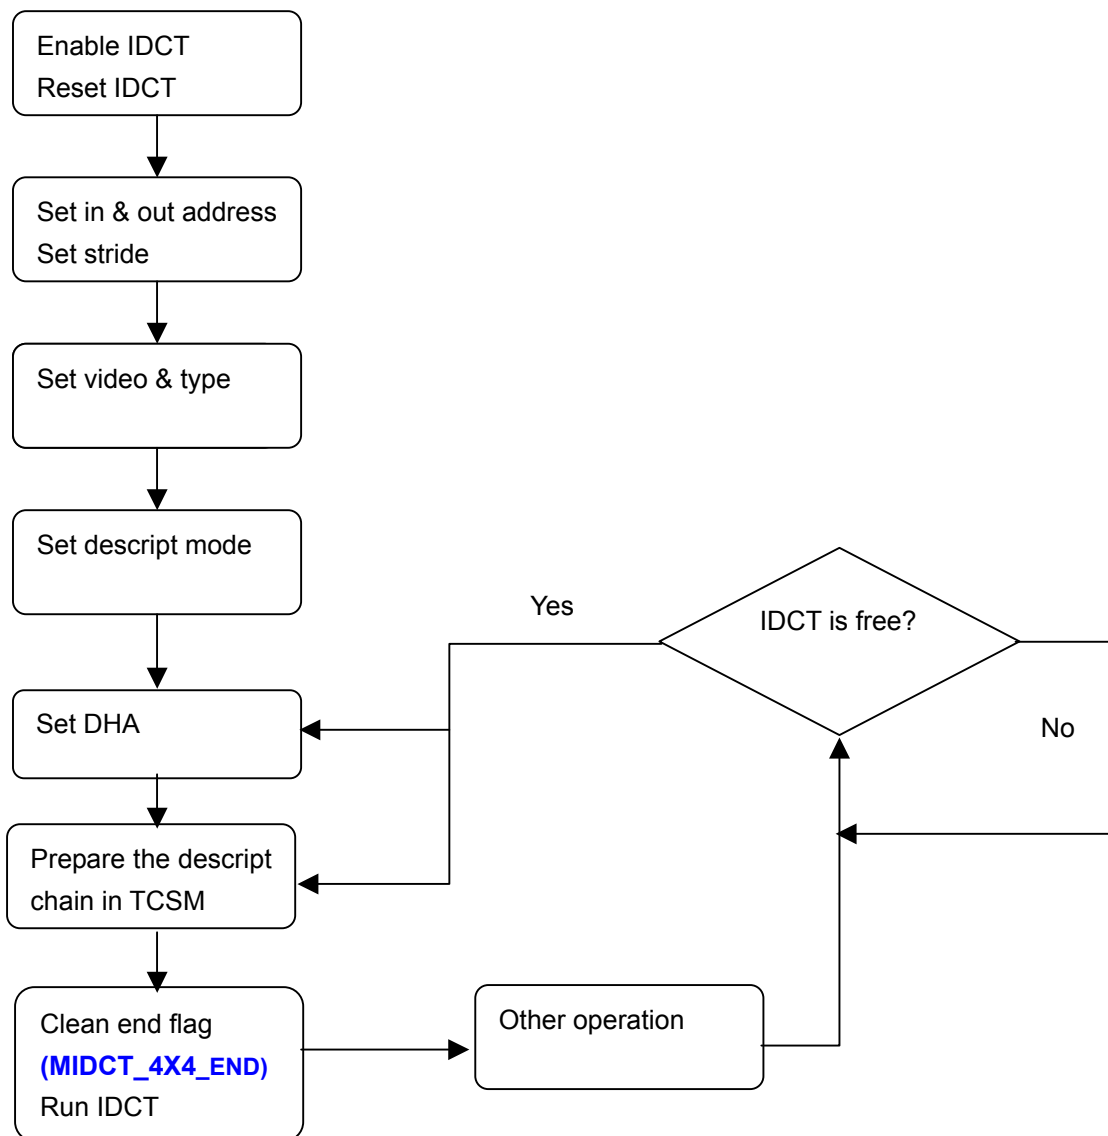 Enable IDCT
Reset IDCT
Set in & out address
Set stride
Set video & type
Set descript mode
Yes
IDCT is free?
Set DHA
No
Prepare the descript
chain in TCSM
Clean end flag
(MIDCT_4X4_END)
Run IDCT
Other operation